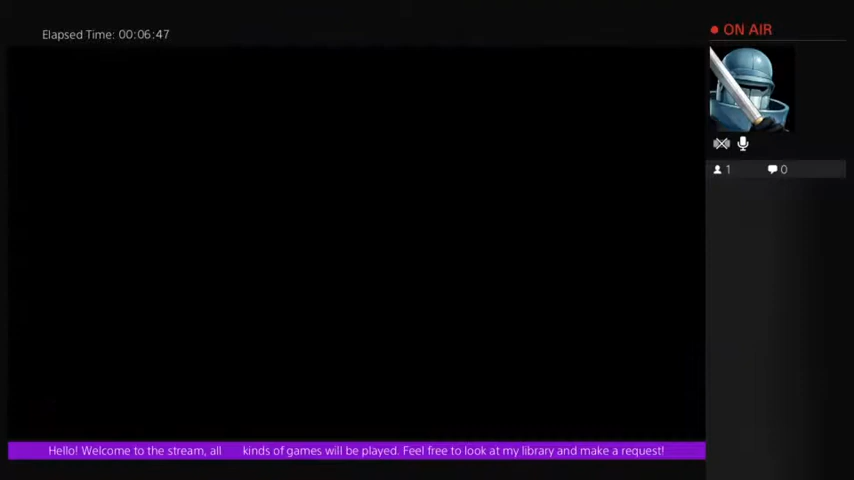 Elapsed Time: 00:06:47
ON AIR
1 0
Hello! Welcome to the stream, all kinds of games will be played. Feel free to look at my library and make a request!